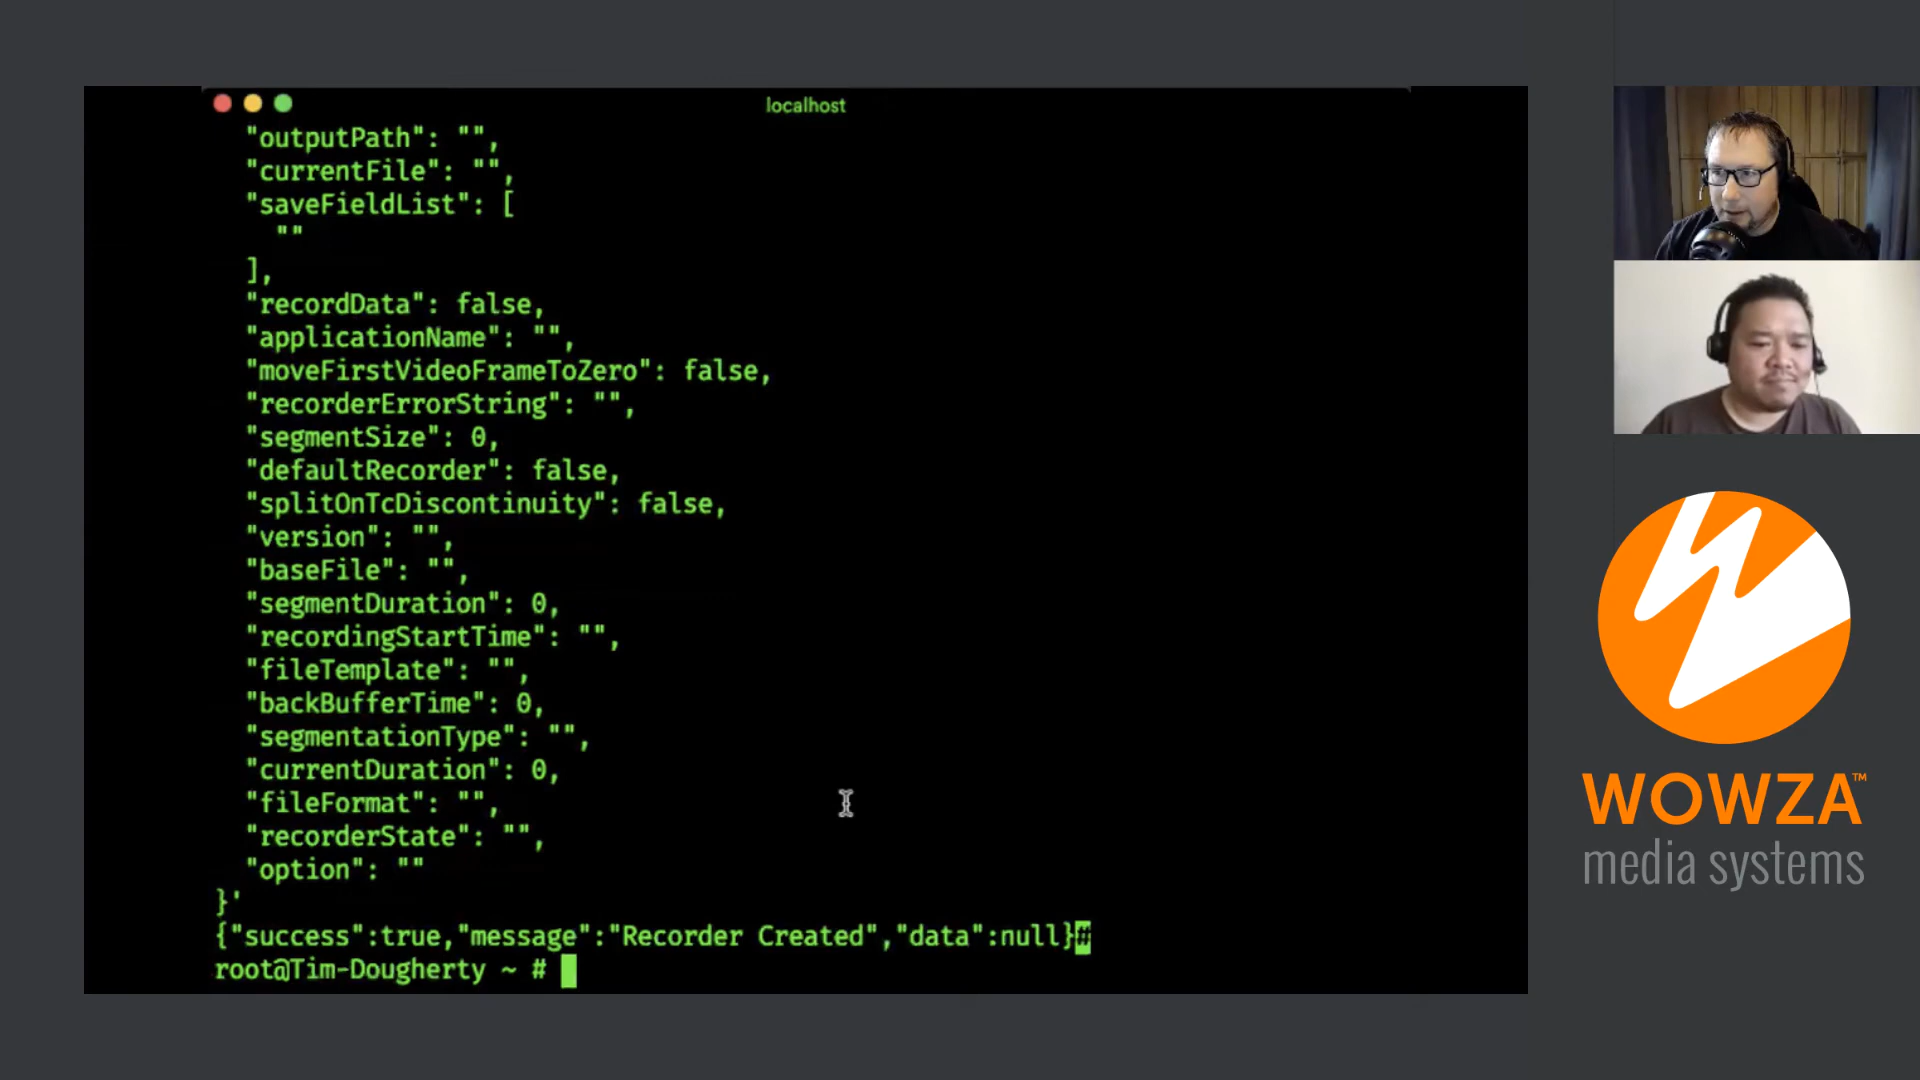 localhost
"outputPath": "",
"currentFile": "",
"saveFieldList": [
""
],
"recordData": false,
"applicationName": "",
"moveFirstVideoFrameToZero": false,
"recorderErrorString": "",
"segmentSize": 0,
"defaultRecorder": false,
"splitOnTcDiscontinuity": false,
"version": "",
"baseFile": "",
"segmentDuration": 0,
"recordingStartTime": "",
"fileTemplate": "",
"backBufferTime": 0,
"segmentationType": "",
"currentDuration": 0,
"fileFormat": "",
"recorderState": "",
"option": ""
}'
{"success":true,"message":"Recorder Created","data":null}#
root@Tim-Dougherty ~ #
WOWZA™
media systems